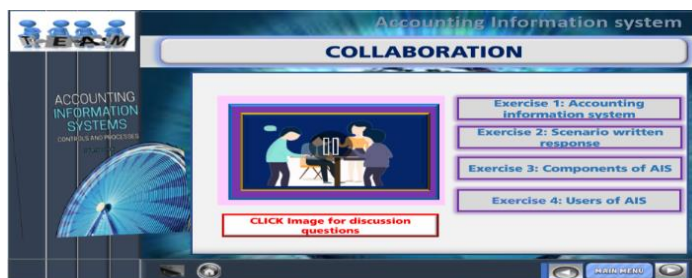 Accounting Information system
T-E-A-M
COLLABORATION
ACCOUNTING
INFORMATION
SYSTEMS
CONTROLS AND PROCESSES
Exercise 1: Accounting
information system
Exercise 2: Scenario written
response
Exercise 3: Components of AIS
Exercise 4: Users of AIS
CLICK Image for discussion
questions
MAIN MENU